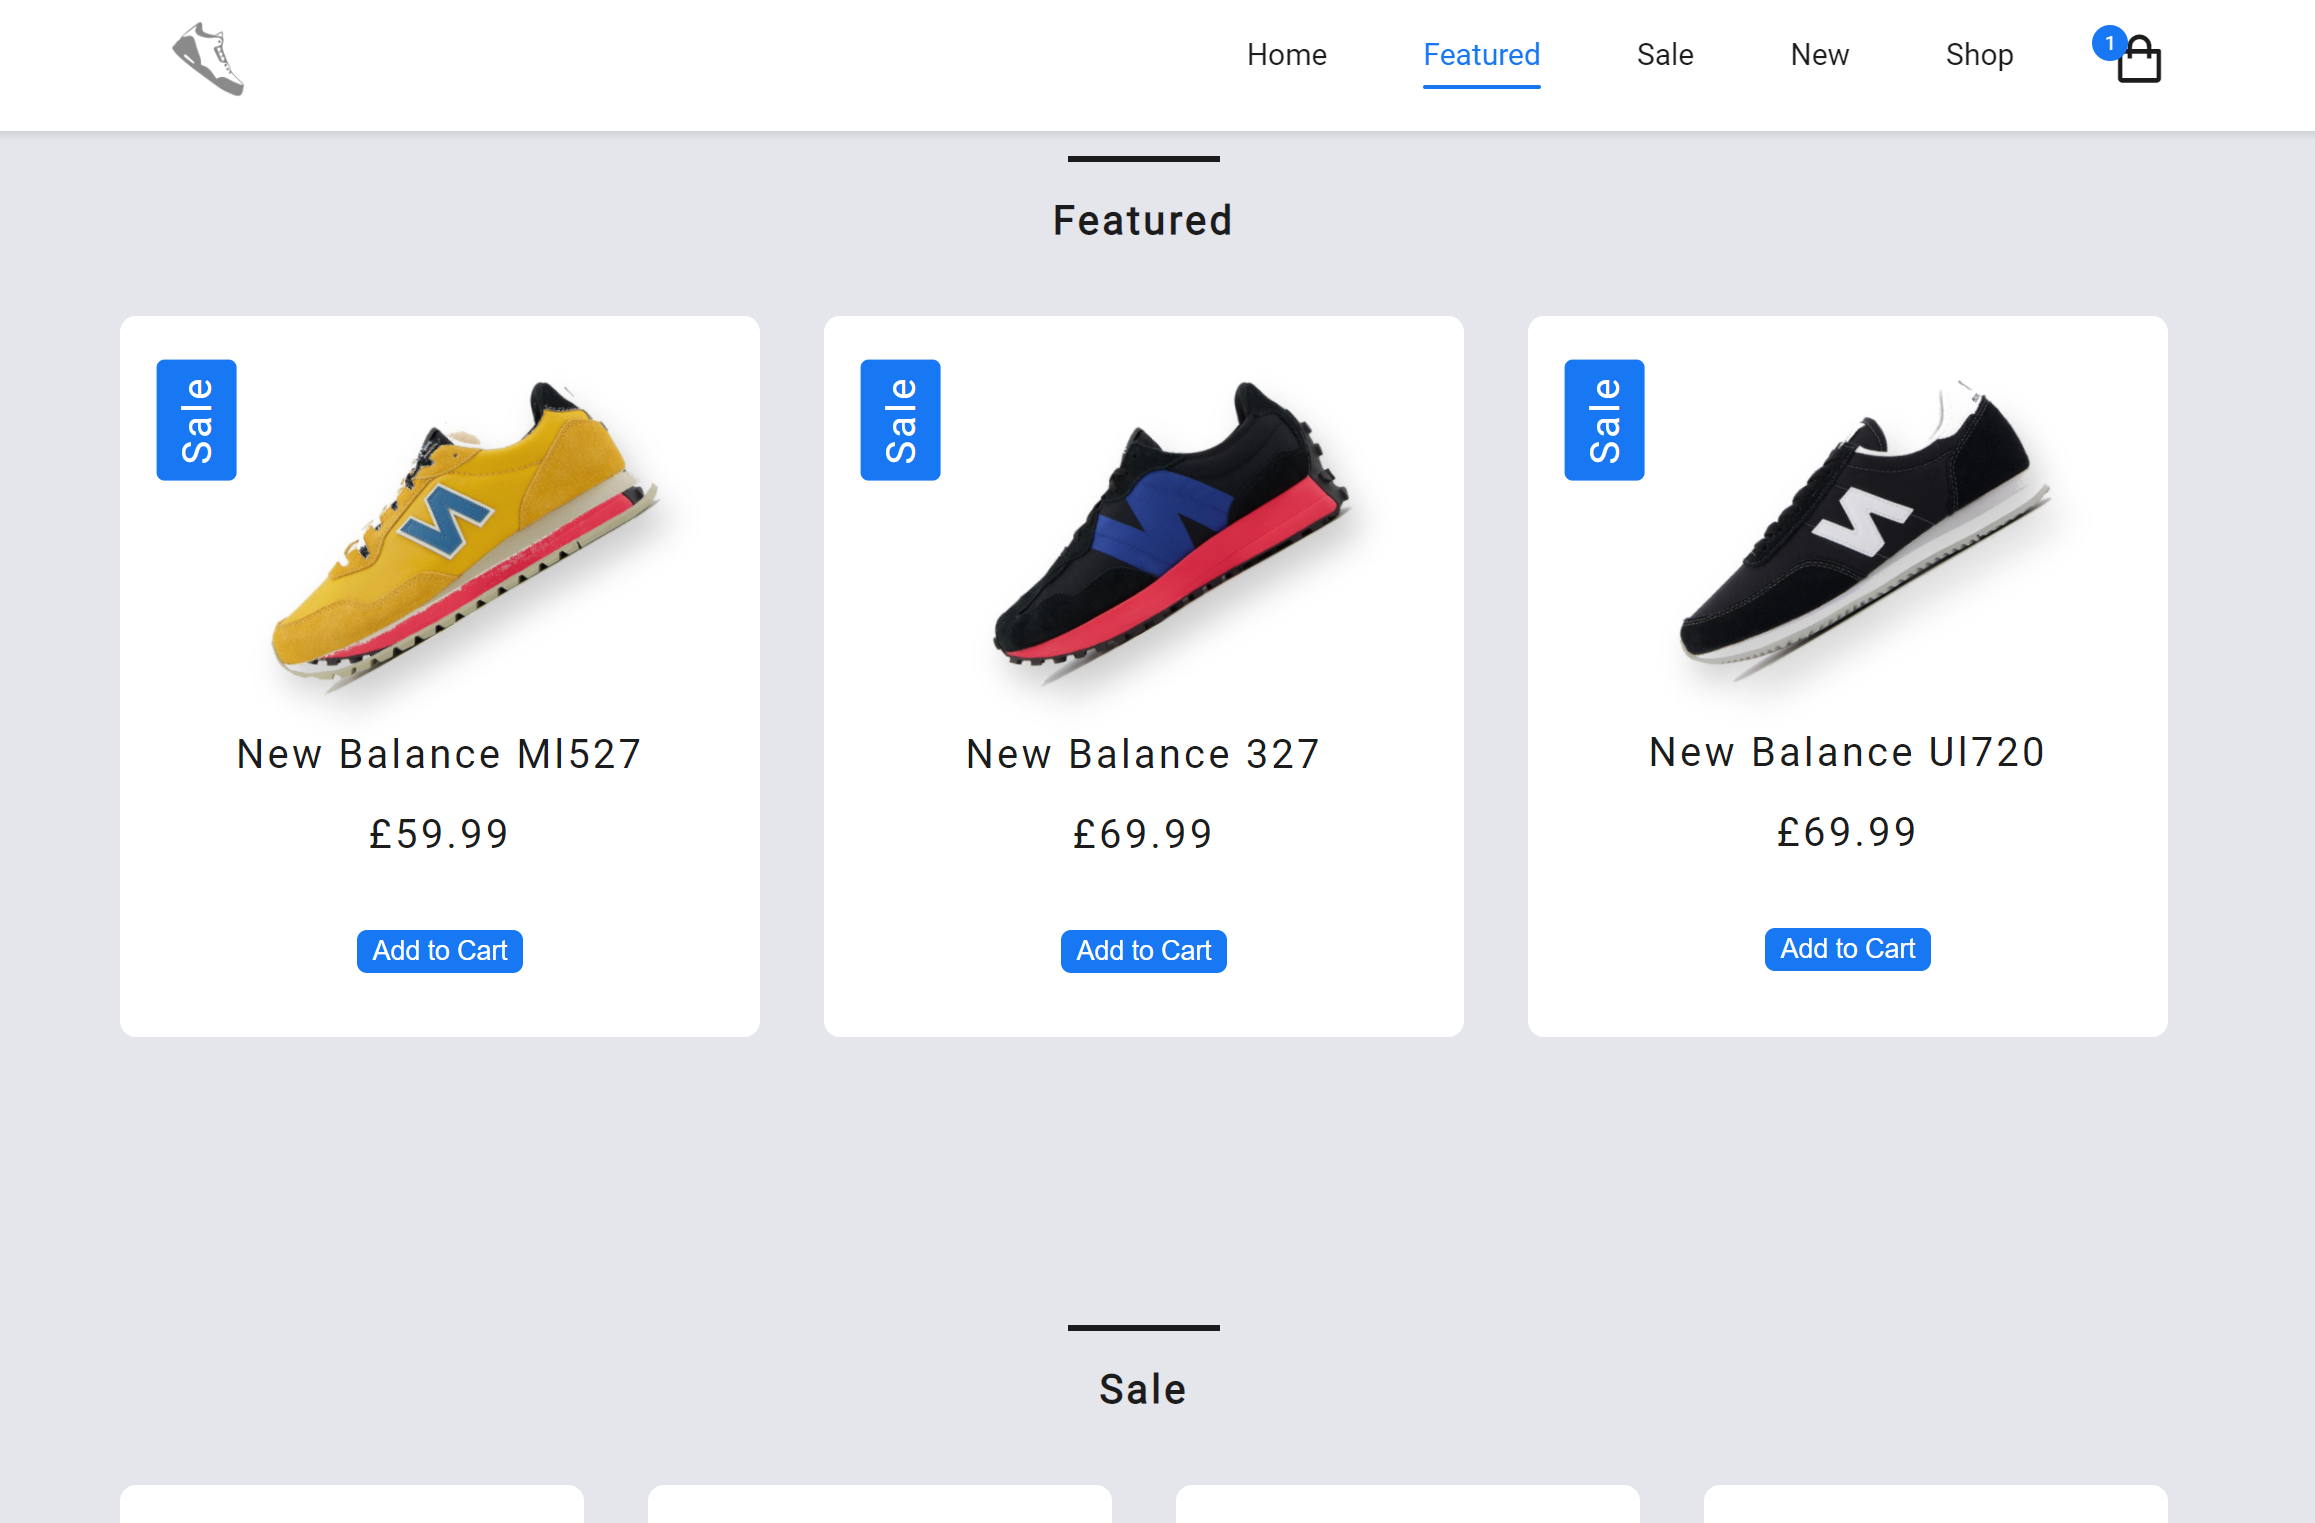 Home Featured Sale New Shop 1
Featured
Sale
Sale
Sale
New Balance Ml527
New Balance 327
New Balance Ul720
£59.99
£69.99
£69.99
Add to Cart
Add to Cart
Add to Cart
Sale